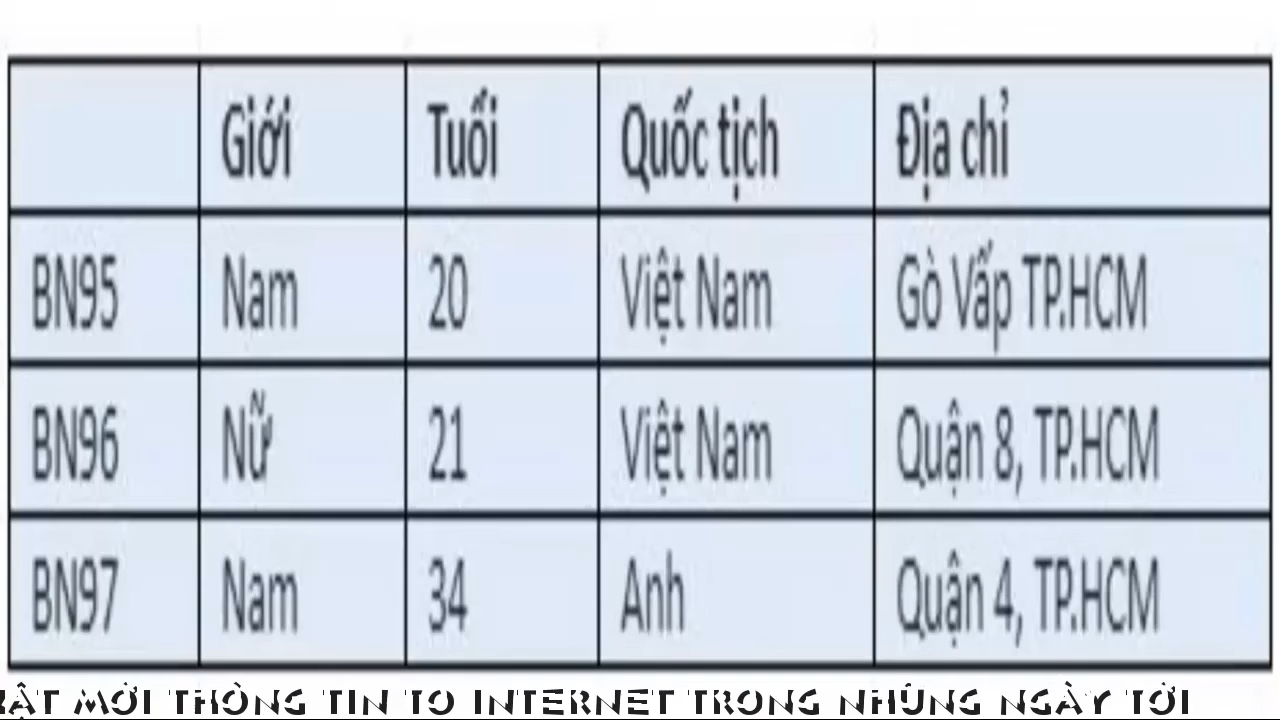 Giới Tuổi Quốc tịch Địa chỉ
BN95 Nam 20 Việt Nam Gò Vấp TP.HCM
BN96 Nữ 21 Việt Nam Quận 8, TP.HCM
BN97 Nam 34 Anh Quận 4, TP.HCM
MỚI THÔNG TIN TO INTERNET TRONG NHỮNG NGÀY TỚI